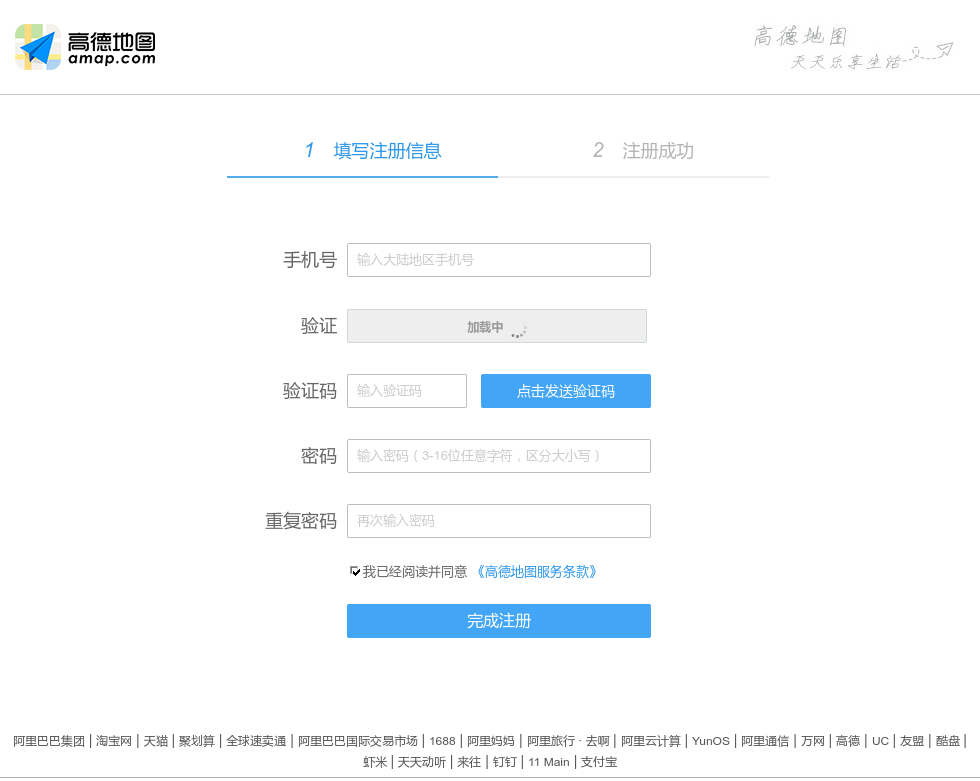 高德地图
amap.com
高德地图
天天乐享生活
1 填写注册信息
2 注册成功
手机号 输入大陆地区手机号
验证 加载中
验证码 输入验证码 点击发送验证码
密码 输入密码（3-16位任意字符，区分大小写）
重复密码 再次输入密码
我已经阅读并同意 《高德地图服务条款》
完成注册
阿里巴巴集团 | 淘宝网 | 天猫 | 聚划算 | 全球速卖通 | 阿里巴巴国际交易市场 | 1688 | 阿里妈妈 | 阿里旅行 · 去啊 | 阿里云计算 | YunOS | 阿里通信 | 万网 | 高德 | UC | 友盟 | 酷盘 |
虾米 | 天天动听 | 来往 | 钉钉 | 11 Main | 支付宝